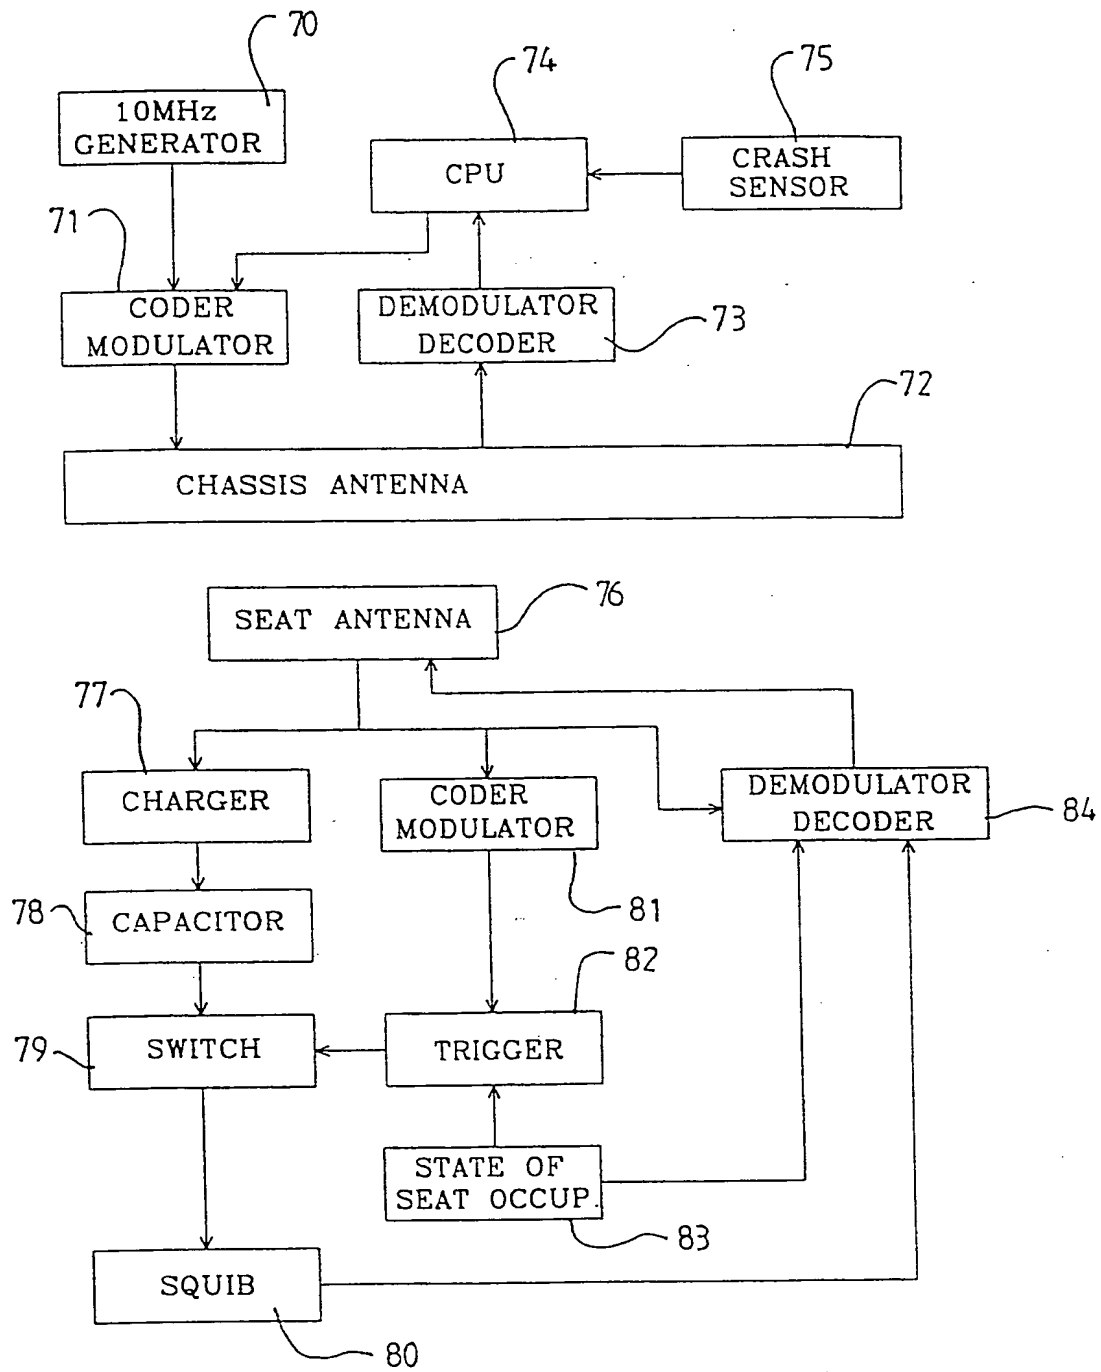 70
10MHz
GENERATOR
74
75
CPU
CRASH
SENSOR
71
CODER
MODULATOR
DEMODULATOR
DECODER
73
72
CHASSIS ANTENNA
76
SEAT ANTENNA
77
CHARGER
CODER
MODULATOR
DEMODULATOR
DECODER
84
78
CAPACITOR
81
82
79
SWITCH
TRIGGER
STATE OF
SEAT OCCUP.
83
SQUIB
80